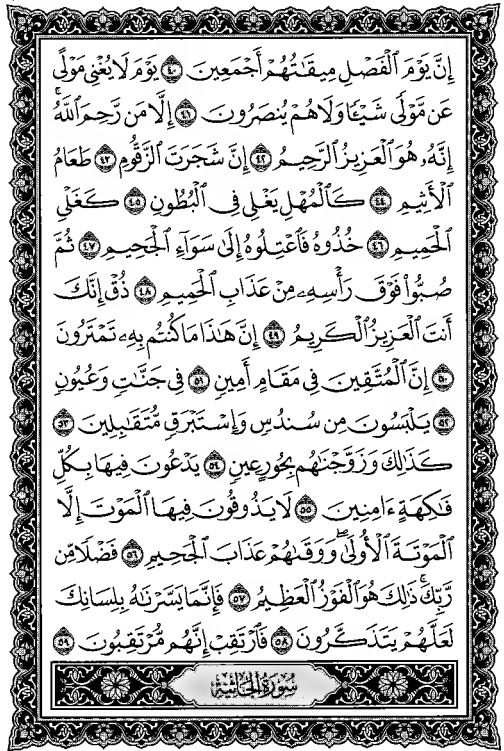 إِنَّ يَوْمَ ٱلْفَصْلِ مِيقَـٰتُهُمْ أَجْمَعِينَ ٤٠ يَوْمَ لَا يُغْنِى مَوْلًى
عَن مَّوْلًى شَيْـًٔا وَلَا هُمْ يُنصَرُونَ ٤١ إِلَّا مَن رَّحِمَ ٱللَّهُ ۚ
إِنَّهُۥ هُوَ ٱلْعَزِيزُ ٱلرَّحِيمُ ٤٢ إِنَّ شَجَرَتَ ٱلزَّقُّومِ ٤٣ طَعَامُ
ٱلْأَثِيمِ ٤٤ كَٱلْمُهْلِ يَغْلِى فِى ٱلْبُطُونِ ٤٥ كَغَلْىِ
ٱلْحَمِيمِ ٤٦ خُذُوهُ فَٱعْتِلُوهُ إِلَىٰ سَوَآءِ ٱلْجَحِيمِ ٤٧ ثُمَّ
صُبُّوا۟ فَوْقَ رَأْسِهِۦ مِنْ عَذَابِ ٱلْحَمِيمِ ٤٨ ذُقْ إِنَّكَ
أَنتَ ٱلْعَزِيزُ ٱلْكَرِيمُ ٤٩ إِنَّ هَـٰذَا مَا كُنتُم بِهِۦ تَمْتَرُونَ
٥٠ إِنَّ ٱلْمُتَّقِينَ فِى مَقَامٍ أَمِينٍ ٥١ فِى جَنَّـٰتٍ وَعُيُونٍ
٥٢ يَلْبَسُونَ مِن سُندُسٍ وَإِسْتَبْرَقٍ مُّتَقَـٰبِلِينَ ٥٣
كَذَٰلِكَ وَزَوَّجْنَـٰهُم بِحُورٍ عِينٍ ٥٤ يَدْعُونَ فِيهَا بِكُلِّ
فَـٰكِهَةٍ ءَامِنِينَ ٥٥ لَا يَذُوقُونَ فِيهَا ٱلْمَوْتَ إِلَّا
ٱلْمَوْتَةَ ٱلْأُولَىٰ ۖ وَوَقَىٰهُمْ عَذَابَ ٱلْجَحِيمِ ٥٦ فَضْلًا مِّن
رَّبِّكَ ۚ ذَٰلِكَ هُوَ ٱلْفَوْزُ ٱلْعَظِيمُ ٥٧ فَإِنَّمَا يَسَّرْنَـٰهُ بِلِسَانِكَ
لَعَلَّهُمْ يَتَذَكَّرُونَ ٥٨ فَٱرْتَقِبْ إِنَّهُم مُّرْتَقِبُونَ ٥٩
سُورَةُ الجَاثِيَةِ